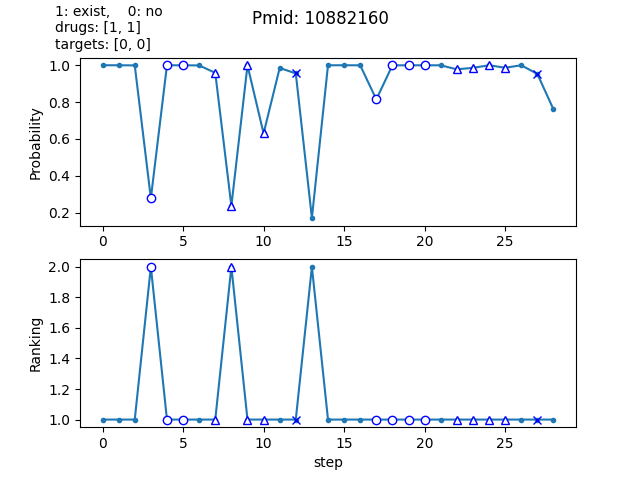 1: exist,    0: no
drugs: [1, 1]
targets: [0, 0]
Pmid: 10882160
1.0
0.8
0.6
0.4
0.2
Probability
0 5 10 15 20 25
2.0
1.8
1.6
1.4
1.2
1.0
Ranking
0 5 10 15 20 25
step